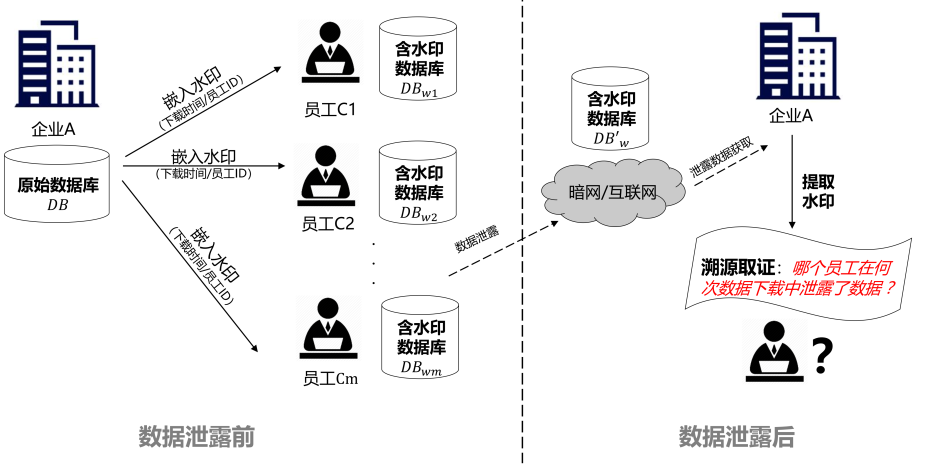 企业A
原始数据库
DB
嵌入水印
(下载时间/员工ID)
嵌入水印
(下载时间/员工ID)
嵌入水印
(下载时间/员工ID)
员工C1
含水印
数据库
DBw1
员工C2
含水印
数据库
DBw2
员工Cm
含水印
数据库
DBwm
数据泄露
数据泄露前
含水印
数据库
DB′w
暗网/互联网
泄露数据获取
企业A
提取
水印
溯源取证：哪个员工在何
次数据下载中泄露了数据？
?
数据泄露后